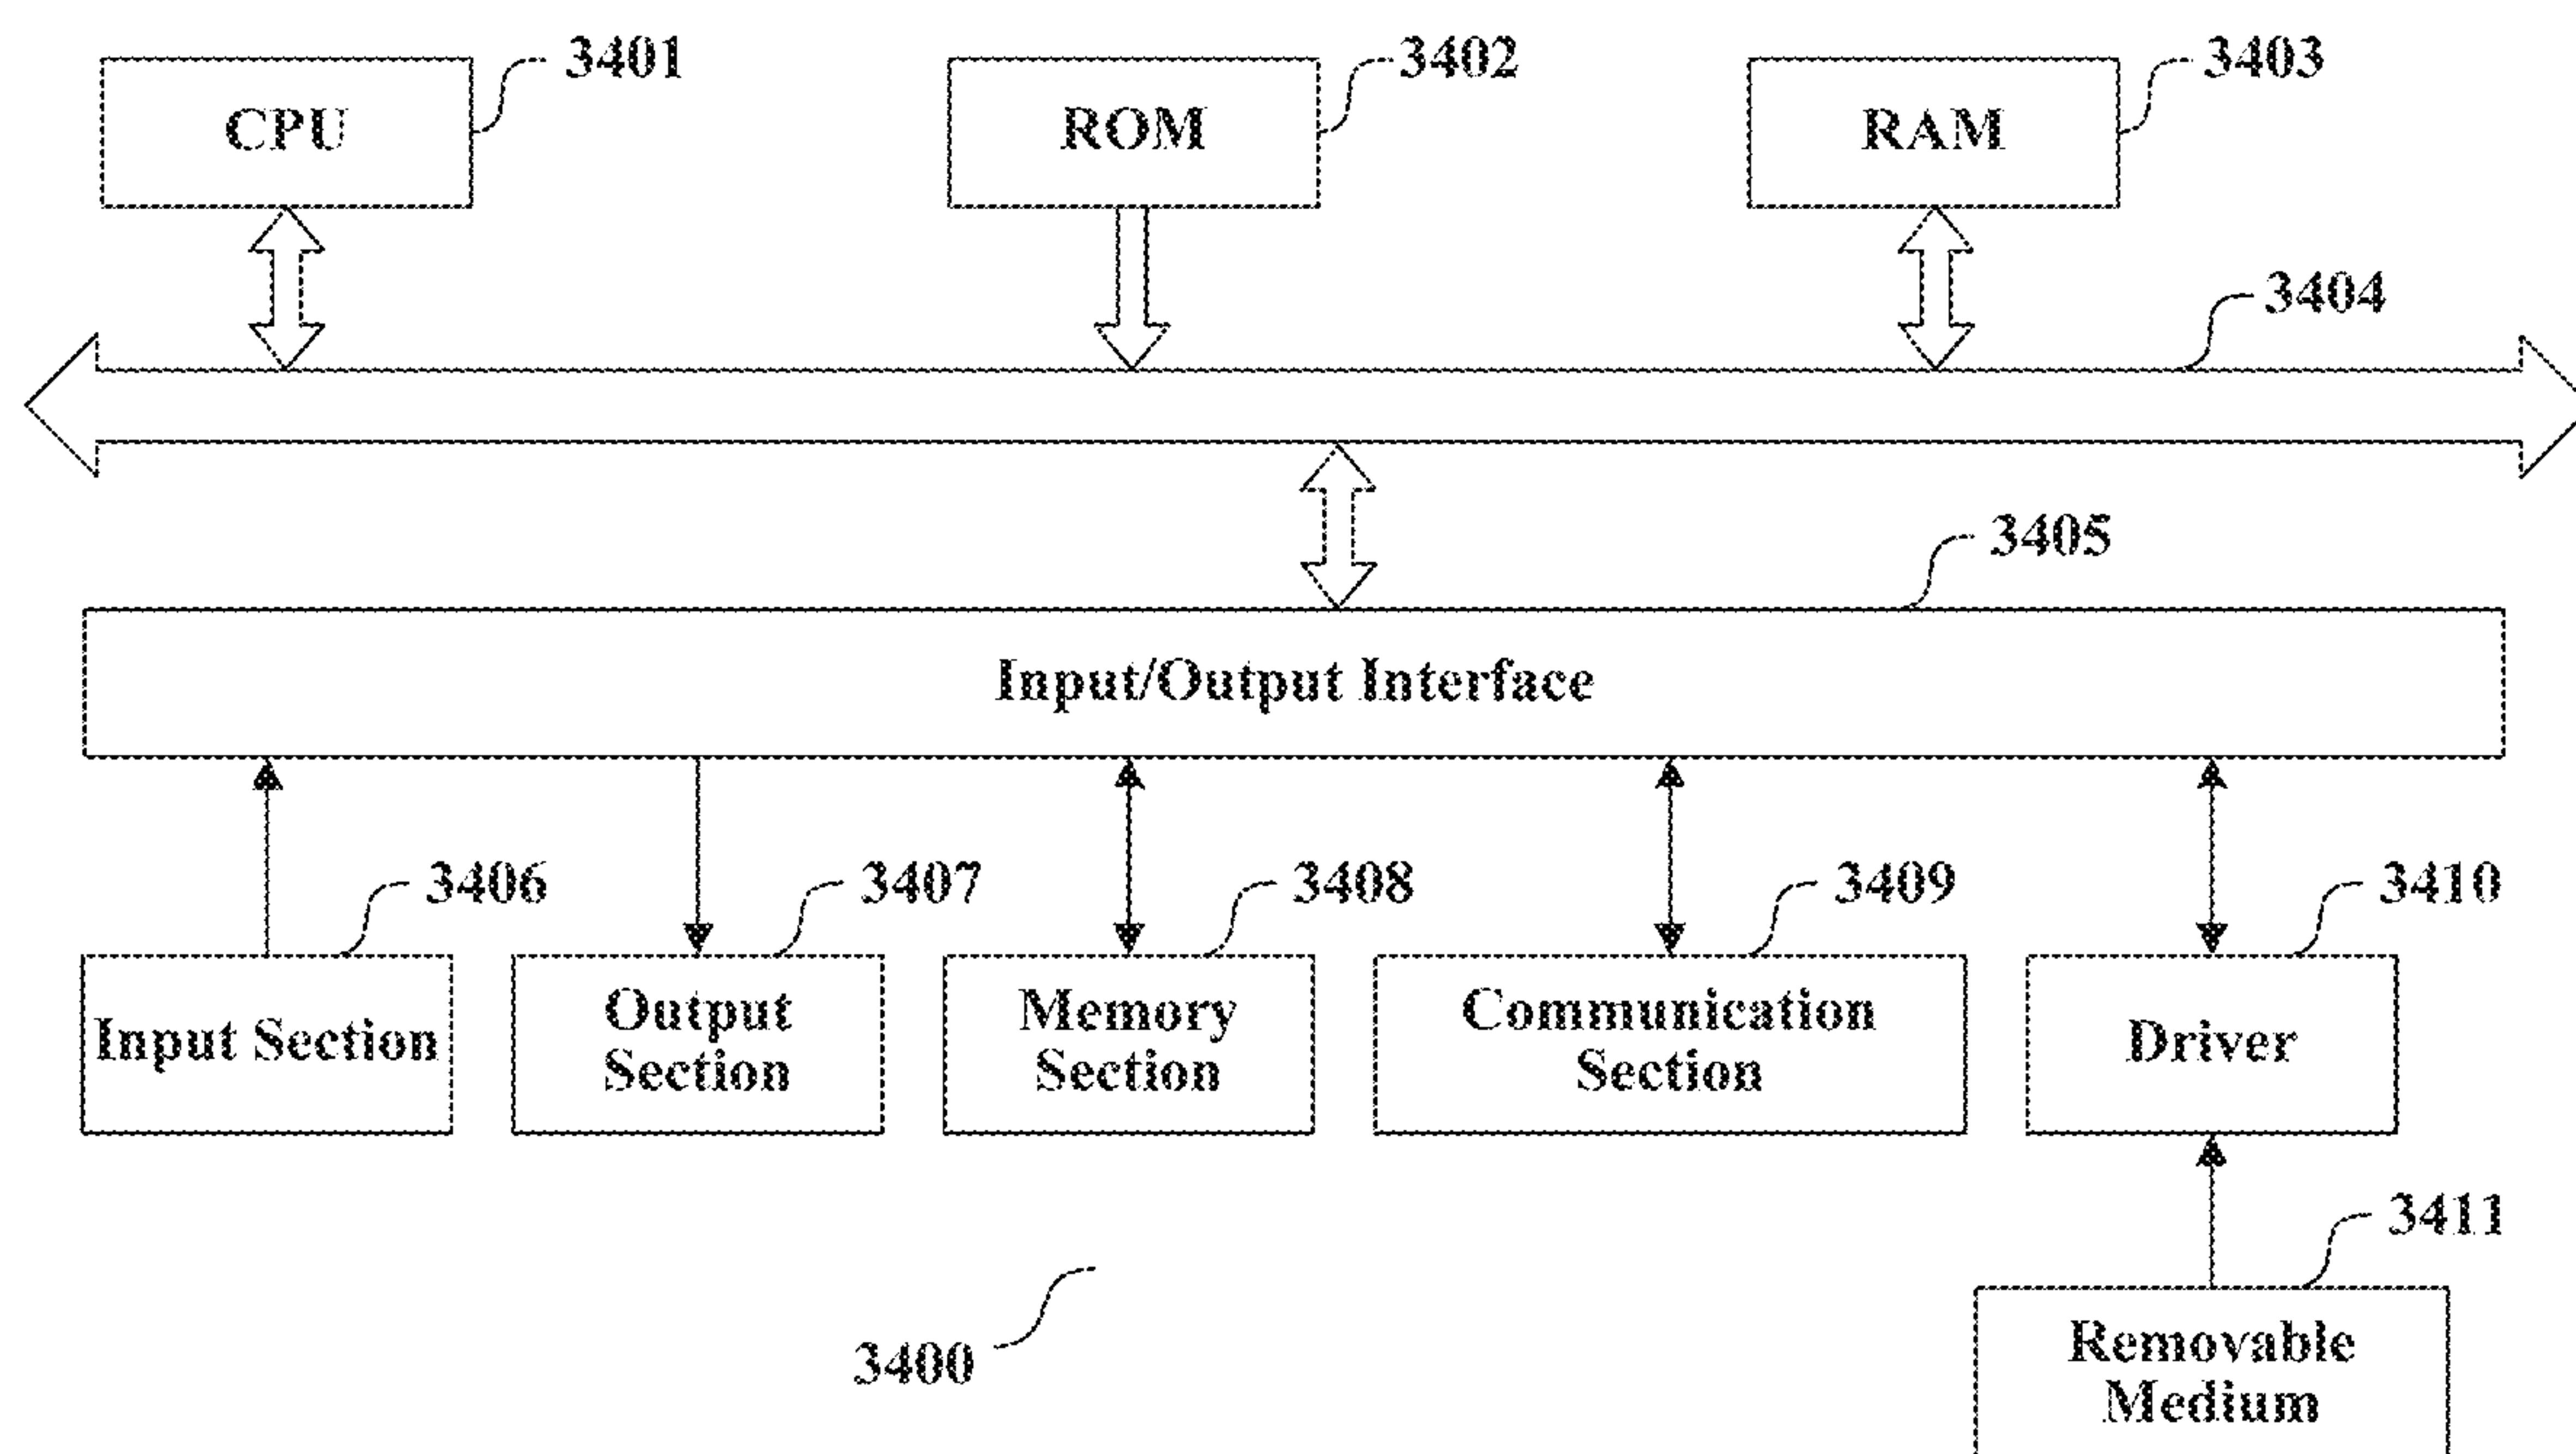 3401
3402
3403
CPU
ROM
RAM
3404
3405
Input/Output Interface
3406
3407
3408
3409
3410
Input Section
Output
Section
Memory
Section
Communication
Section
Driver
3411
3400
Removable
Medium